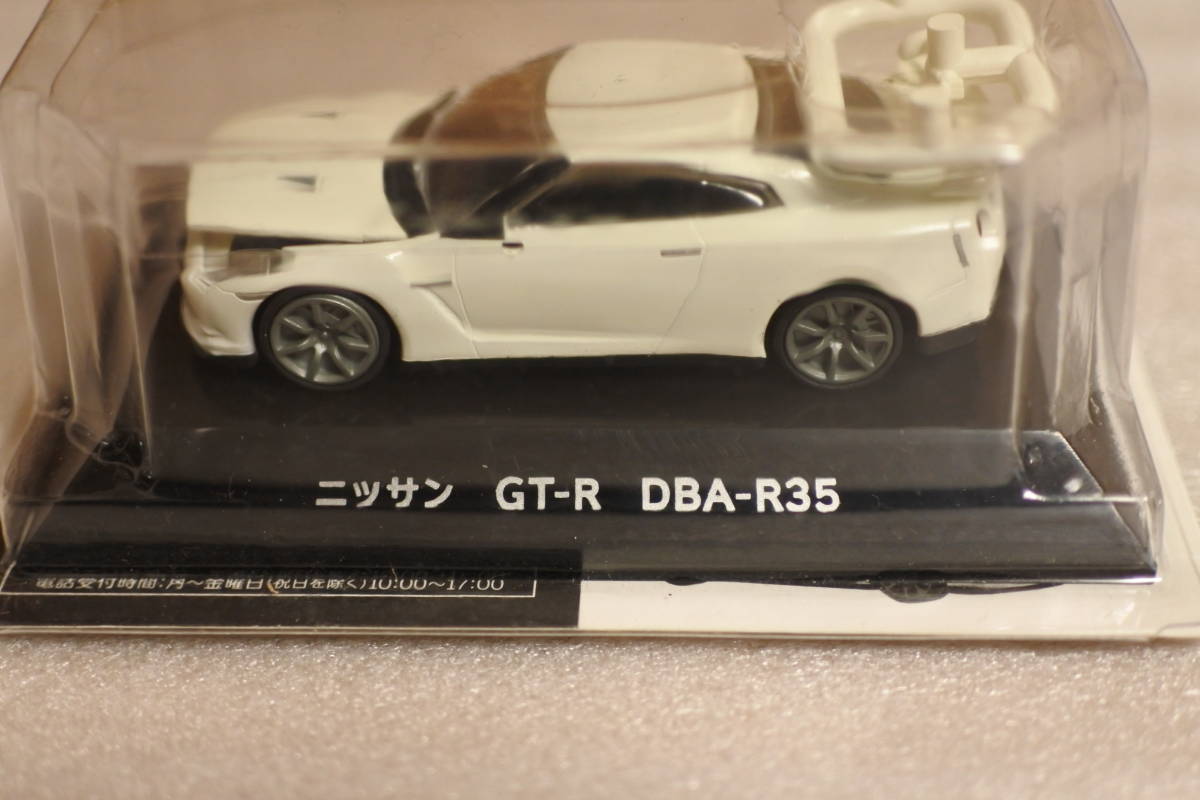 ニッサン　GT-R　DBA-R35
電話受付時間:月～金曜日(祝日を除く)10:00～17:00